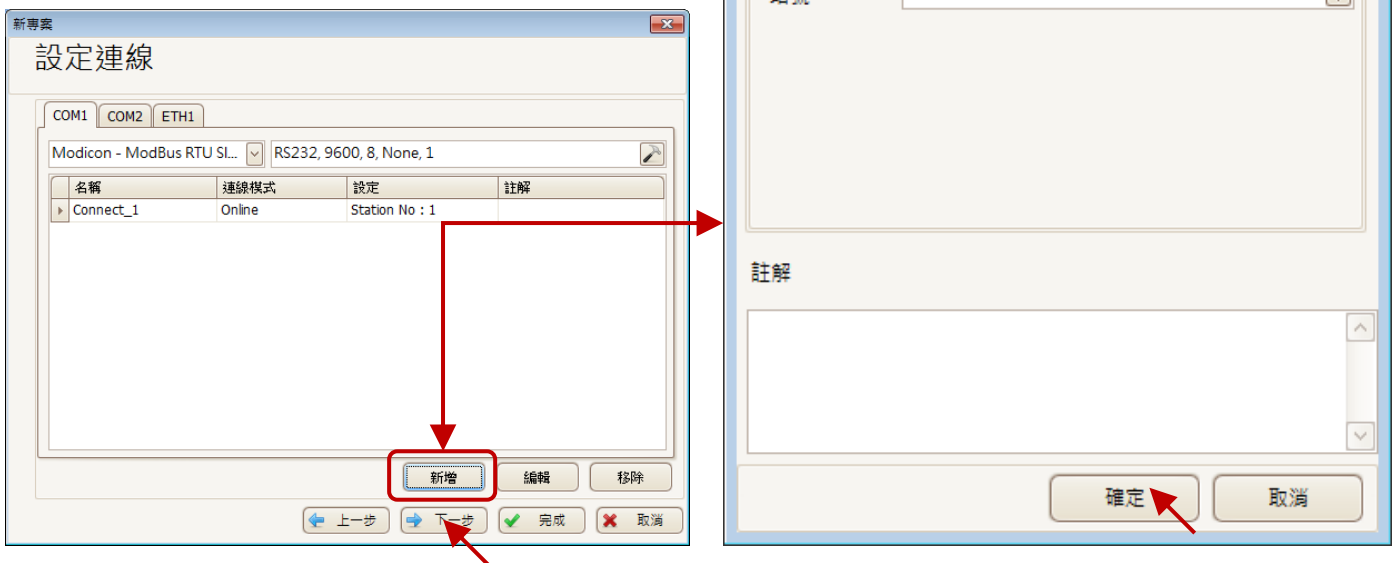 新專案
設定連線
COM1 COM2 ETH1
Modicon - ModBus RTU Sl... RS232, 9600, 8, None, 1
名稱 連線模式 設定 註解
Connect_1 Online Station No : 1
新增 編輯 移除
上一步 下一步 完成 取消
註解
確定 取消